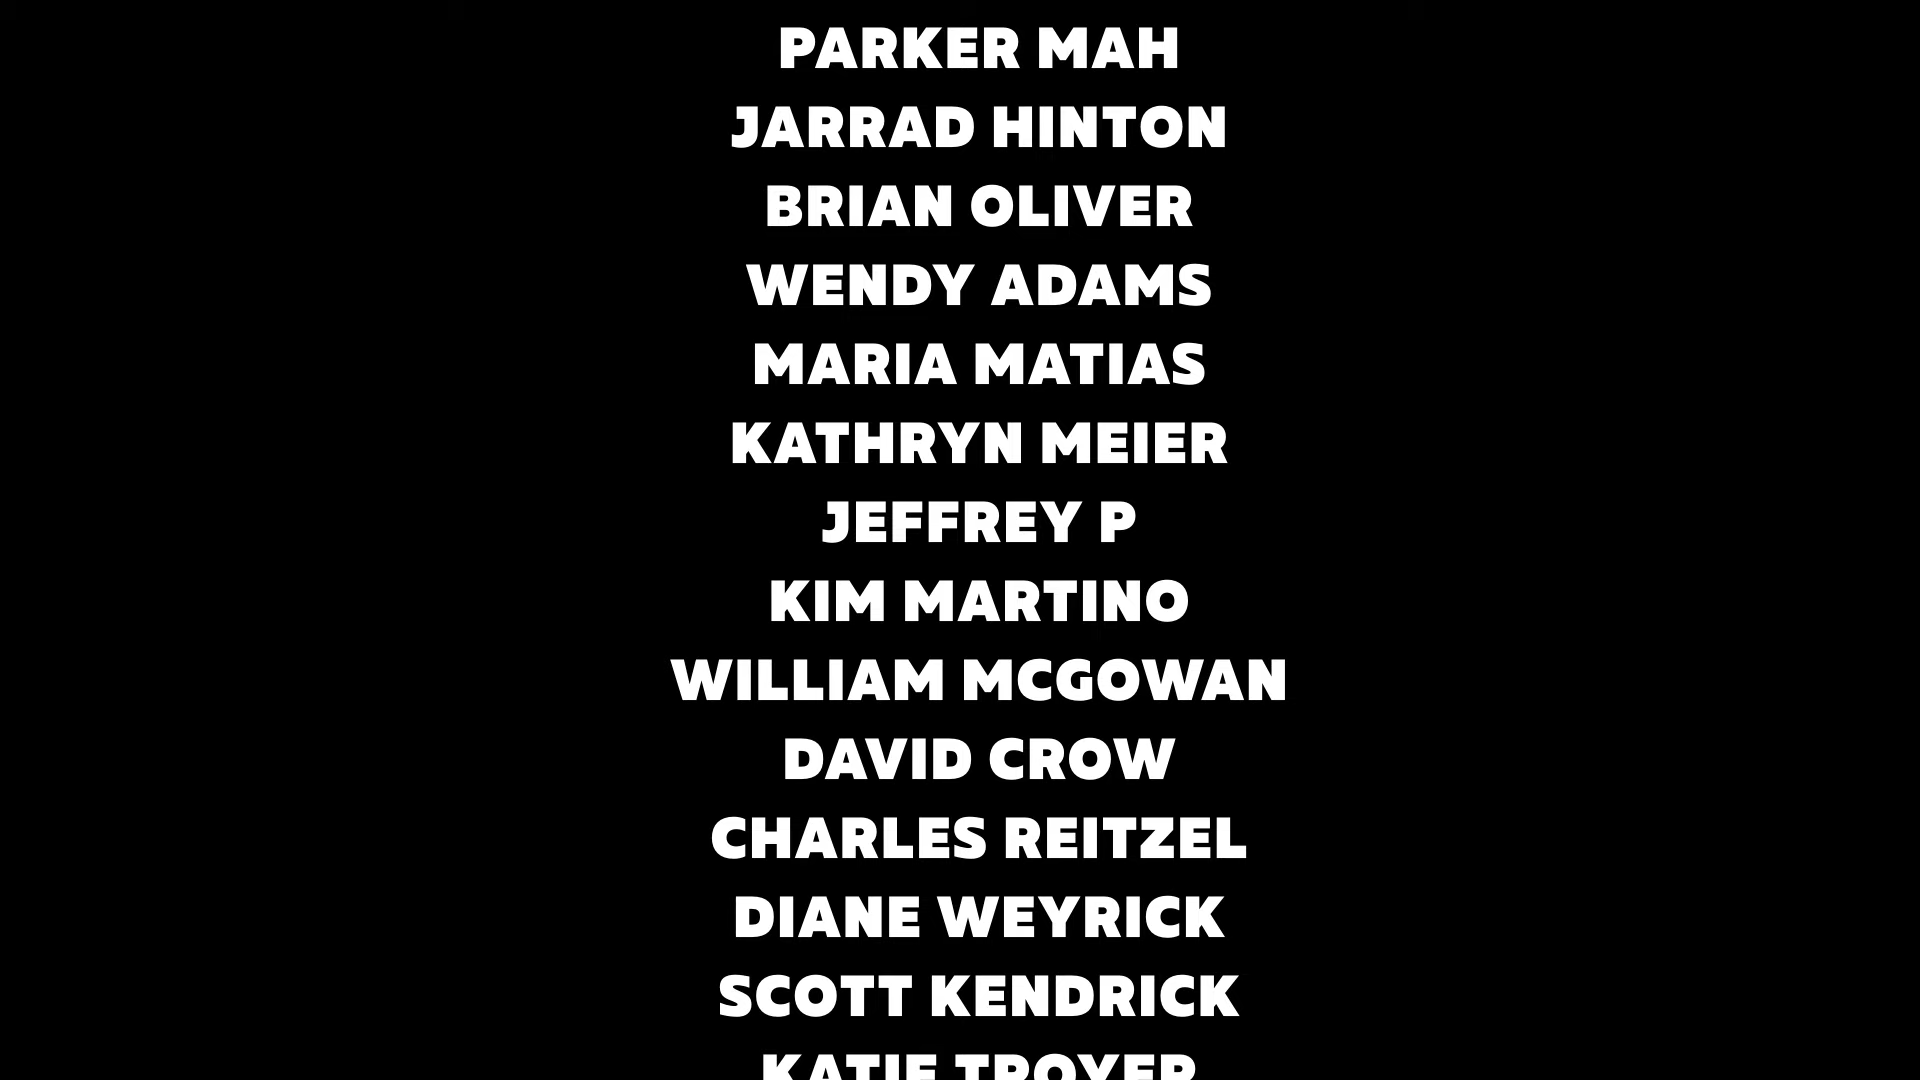 PARKER MAH
JARRAD HINTON
BRIAN OLIVER
WENDY ADAMS
MARIA MATIAS
KATHRYN MEIER
JEFFREY P
KIM MARTINO
WILLIAM MCGOWAN
DAVID CROW
CHARLES REITZEL
DIANE WEYRICK
SCOTT KENDRICK
KATIE TROYER